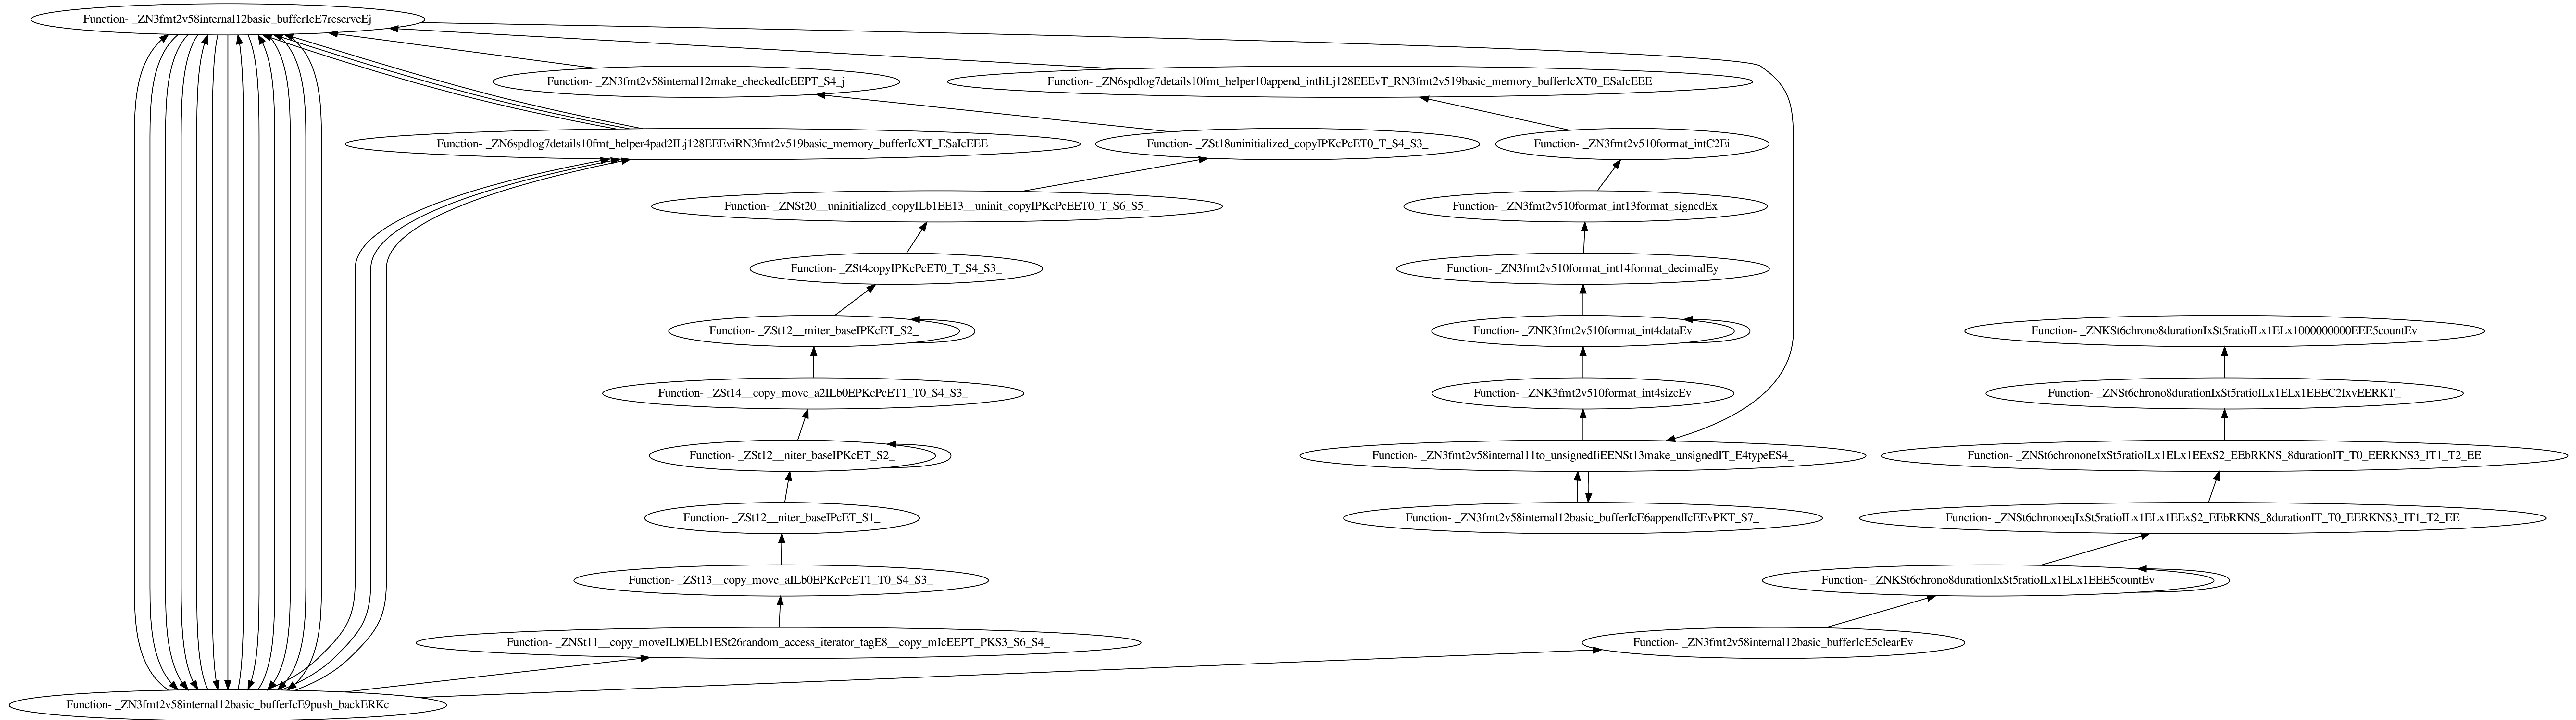 Function- _ZN3fmt2v58internal12basic_bufferIcE7reserveEj
Function- _ZN3fmt2v58internal12make_checkedIcEEPT_S4_j
Function- _ZN6spdlog7details10fmt_helper10append_intIiLj128EEEvT_RN3fmt2v519basic_memory_bufferIcXT0_ESaIcEEE
Function- _ZN6spdlog7details10fmt_helper4pad2ILj128EEEviRN3fmt2v519basic_memory_bufferIcXT_ESaIcEEE
Function- _ZSt18uninitialized_copyIPKcPcET0_T_S4_S3_
Function- _ZN3fmt2v510format_intC2Ei
Function- _ZNSt20__uninitialized_copyILb1EE13__uninit_copyIPKcPcEET0_T_S6_S5_
Function- _ZN3fmt2v510format_int13format_signedEx
Function- _ZSt4copyIPKcPcET0_T_S4_S3_
Function- _ZN3fmt2v510format_int14format_decimalEy
Function- _ZSt12__miter_baseIPKcET_S2_
Function- _ZNK3fmt2v510format_int4dataEv
Function- _ZNKSt6chrono8durationIxSt5ratioILx1ELx1000000000EEE5countEv
Function- _ZSt14__copy_move_a2ILb0EPKcPcET1_T0_S4_S3_
Function- _ZNK3fmt2v510format_int4sizeEv
Function- _ZNSt6chrono8durationIxSt5ratioILx1ELx1EEEC2IxvEERKT_
Function- _ZSt12__niter_baseIPKcET_S2_
Function- _ZN3fmt2v58internal11to_unsignedIiEENSt13make_unsignedIT_E4typeES4_
Function- _ZNSt6chrononeIxSt5ratioILx1ELx1EExS2_EEbRKNS_8durationIT_T0_EERKNS3_IT1_T2_EE
Function- _ZSt12__niter_baseIPcET_S1_
Function- _ZN3fmt2v58internal12basic_bufferIcE6appendIcEEvPKT_S7_
Function- _ZNSt6chronoeqIxSt5ratioILx1ELx1EExS2_EEbRKNS_8durationIT_T0_EERKNS3_IT1_T2_EE
Function- _ZSt13__copy_move_aILb0EPKcPcET1_T0_S4_S3_
Function- _ZNKSt6chrono8durationIxSt5ratioILx1ELx1EEE5countEv
Function- _ZNSt11__copy_moveILb0ELb1ESt26random_access_iterator_tagE8__copy_mIcEEPT_PKS3_S6_S4_
Function- _ZN3fmt2v58internal12basic_bufferIcE5clearEv
Function- _ZN3fmt2v58internal12basic_bufferIcE9push_backERKc